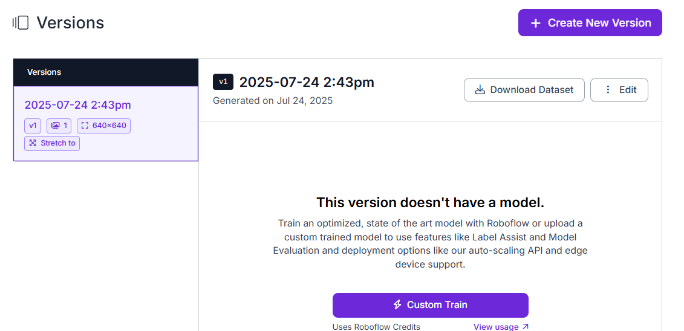 Versions
Create New Version
Versions
2025-07-24 2:43pm
v1 1 640×640
Stretch to
v1 2025-07-24 2:43pm
Generated on Jul 24, 2025
Download Dataset
Edit
This version doesn't have a model.
Train an optimized, state of the art model with Roboflow or upload a
custom trained model to use features like Label Assist and Model
Evaluation and deployment options like our auto-scaling API and edge
device support.
Custom Train
Uses Roboflow Credits
View usage